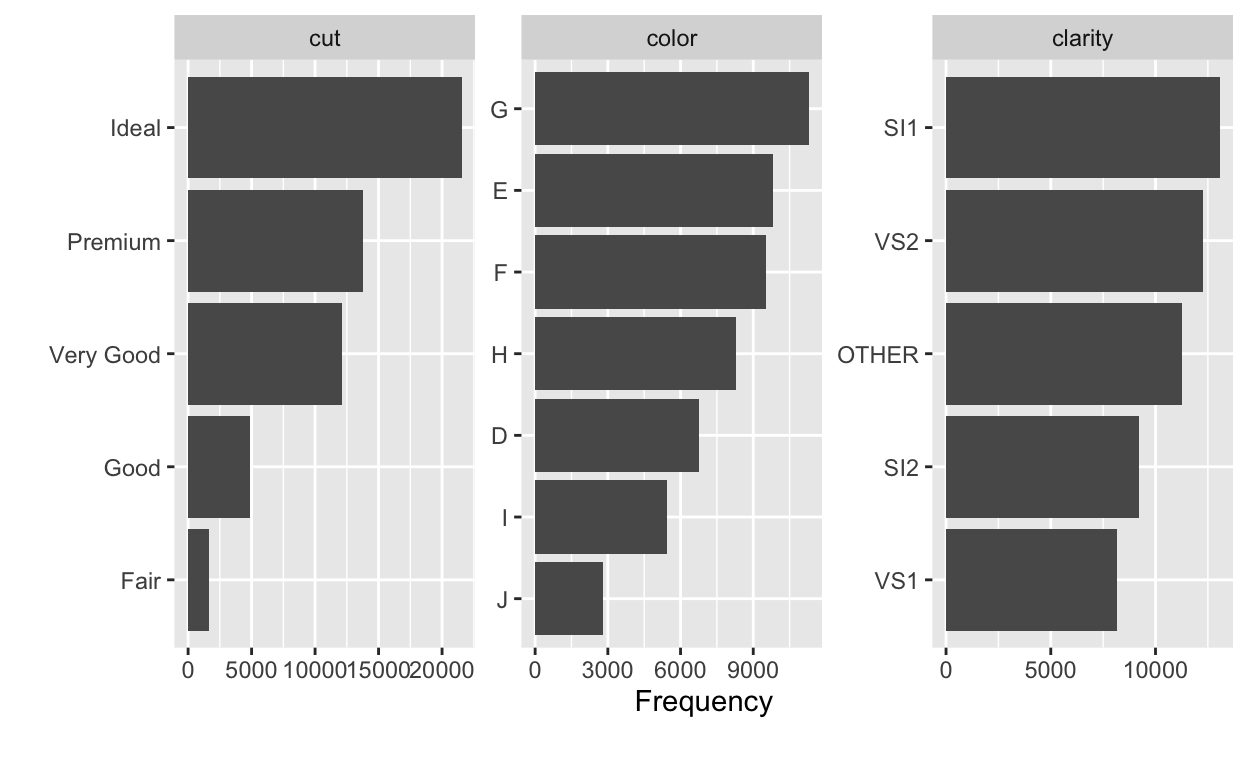 cut
Ideal
Premium
Very Good
Good
Fair
0 5000 10000 15000 20000
color
G
E
F
H
D
I
J
0 3000 6000 9000
clarity
SI1
VS2
OTHER
SI2
VS1
0 5000 10000
Frequency